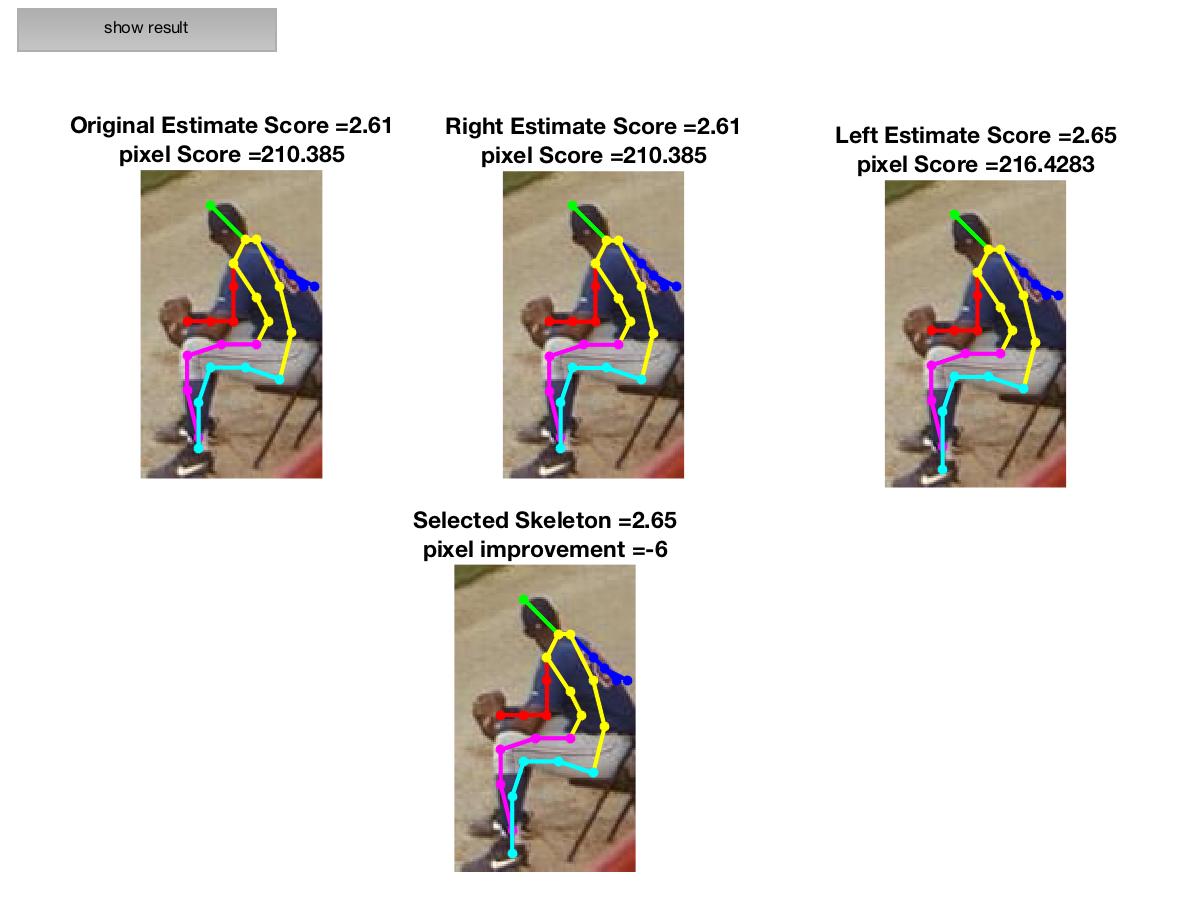 show result
Original Estimate Score =2.61
pixel Score =210.385
Right Estimate Score =2.61
pixel Score =210.385
Left Estimate Score =2.65
pixel Score =216.4283
Selected Skeleton =2.65
pixel improvement =-6